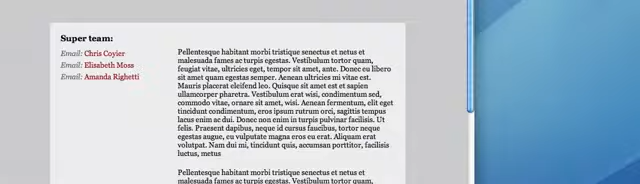 Super team:
Email: Chris Coyier
Email: Elisabeth Moss
Email: Amanda Righetti
Pellentesque habitant morbi tristique senectus et netus et
malesuada fames ac turpis egestas. Vestibulum tortor quam,
feugiat vitae, ultricies eget, tempor sit amet, ante. Donec eu libero
sit amet quam egestas semper. Aenean ultricies mi vitae est.
Mauris placerat eleifend leo. Quisque sit amet est et sapien
ullamcorper pharetra. Vestibulum erat wisi, condimentum sed,
commodo vitae, ornare sit amet, wisi. Aenean fermentum, elit eget
tincidunt condimentum, eros ipsum rutrum orci, sagittis tempus
lacus enim ac dui. Donec non enim in turpis pulvinar facilisis. Ut
felis. Praesent dapibus, neque id cursus faucibus, tortor neque
egestas augue, eu vulputate magna eros eu erat. Aliquam erat
volutpat. Nam dui mi, tincidunt quis, accumsan porttitor, facilisis
luctus, metus
Pellentesque habitant morbi tristique senectus et netus et
malesuada fames ac turpis egestas. Vestibulum tortor quam,